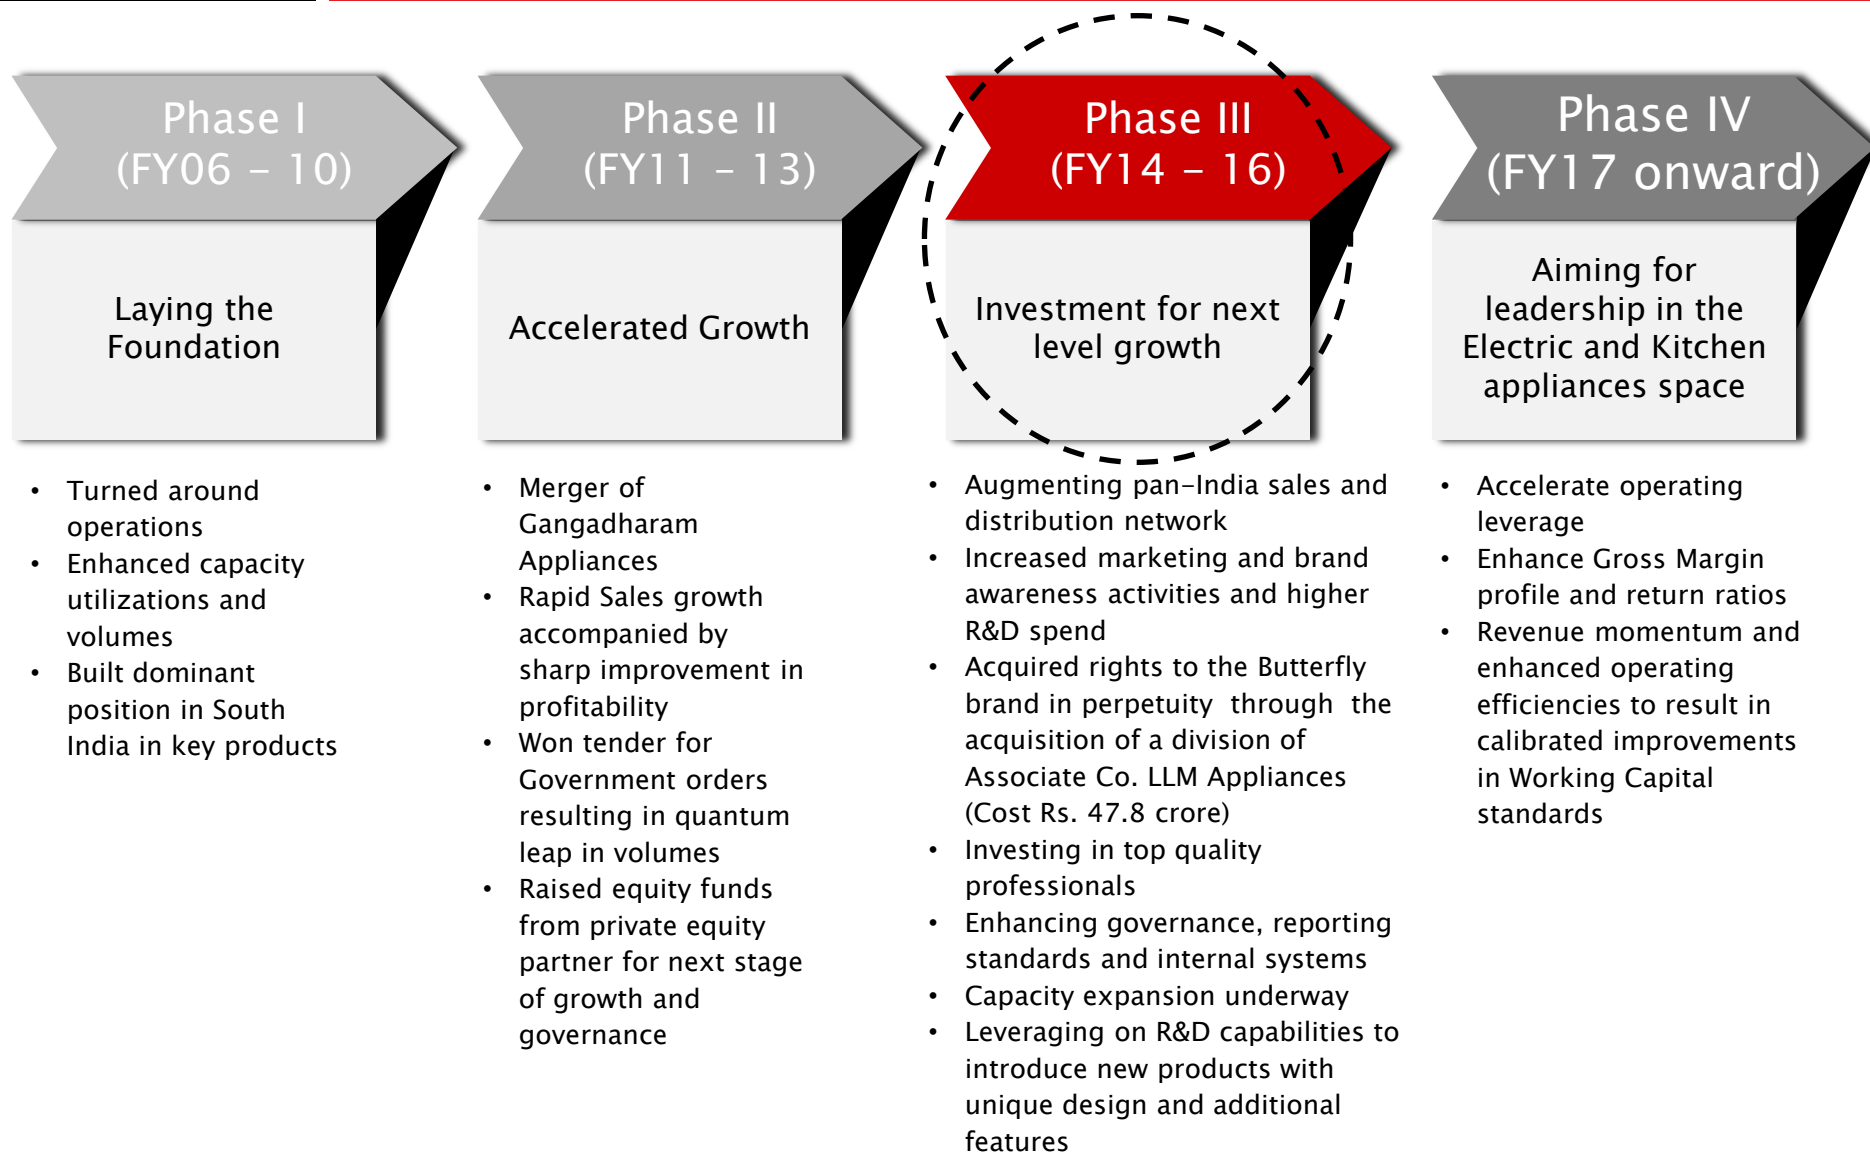 Phase I
(FY06 – 10)
Laying the
Foundation
• Turned around
operations
• Enhanced capacity
utilizations and
volumes
• Built dominant
position in South
India in key products
Phase II
(FY11 – 13)
Accelerated Growth
• Merger of
Gangadharam
Appliances
• Rapid Sales growth
accompanied by
sharp improvement in
profitability
• Won tender for
Government orders
resulting in quantum
leap in volumes
• Raised equity funds
from private equity
partner for next stage
of growth and
governance
Phase III
(FY14 – 16)
Investment for next
level growth
• Augmenting pan-India sales and
distribution network
• Increased marketing and brand
awareness activities and higher
R&D spend
• Acquired rights to the Butterfly
brand in perpetuity through the
acquisition of a division of
Associate Co. LLM Appliances
(Cost Rs. 47.8 crore)
• Investing in top quality
professionals
• Enhancing governance, reporting
standards and internal systems
• Capacity expansion underway
• Leveraging on R&D capabilities to
introduce new products with
unique design and additional
features
Phase IV
(FY17 onward)
Aiming for
leadership in the
Electric and Kitchen
appliances space
• Accelerate operating
leverage
• Enhance Gross Margin
profile and return ratios
• Revenue momentum and
enhanced operating
efficiencies to result in
calibrated improvements
in Working Capital
standards